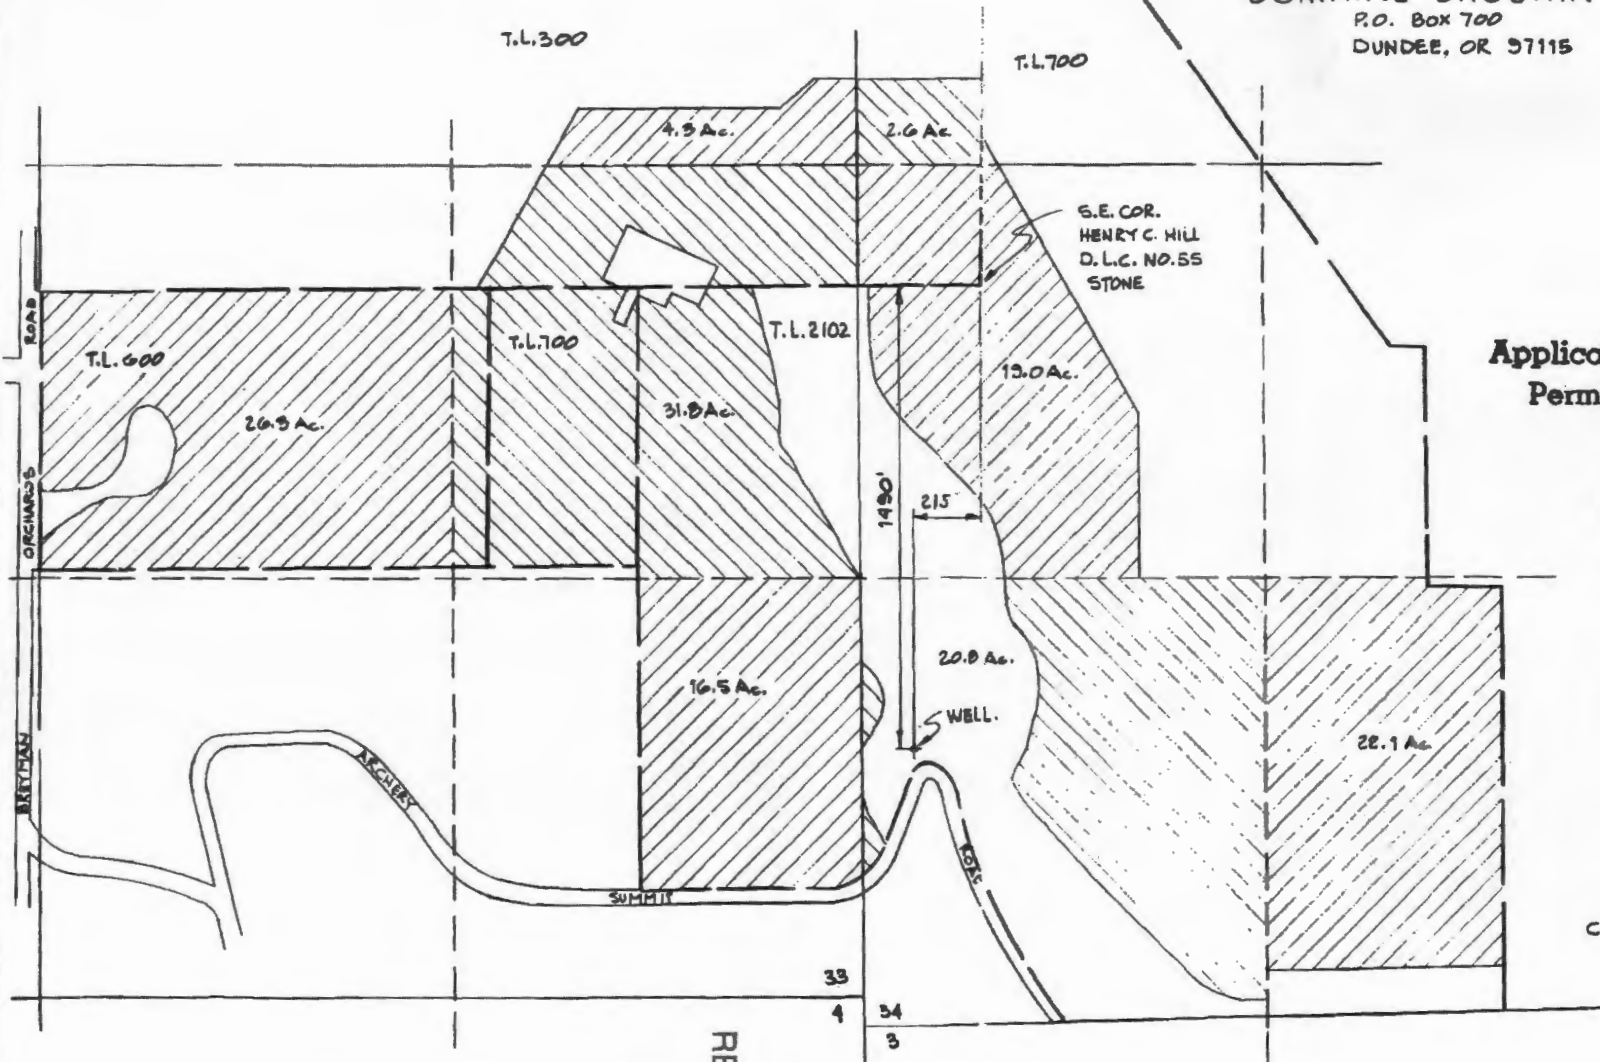 P.O. BOX 700
DUNDEE, OR 97115
T.L.300
T.L.700
4.3 Ac.
2.6 Ac.
S.E. COR.
HENRY C. HILL
D.L.C. NO.55
STONE
ROAD
T.L.600
T.L.700
T.L.2102
26.3 Ac.
31.8 Ac.
19.0 Ac.
1490'
215
ORCHARDS
20.8 Ac.
16.5 Ac.
WELL.
22.1 Ac.
BREYMAN
ARCHERY
SUMMIT
ROAD
33
4
34
3
RE